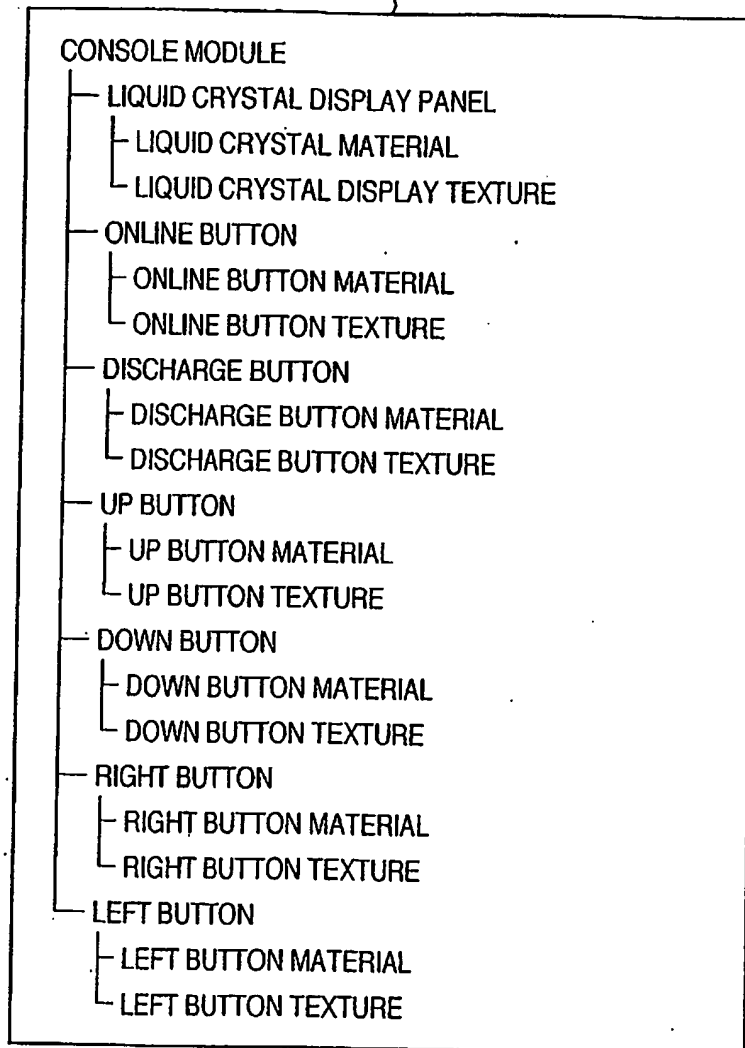 CONSOLE MODULE
LIQUID CRYSTAL DISPLAY PANEL
LIQUID CRYSTAL MATERIAL
LIQUID CRYSTAL DISPLAY TEXTURE
ONLINE BUTTON
ONLINE BUTTON MATERIAL
ONLINE BUTTON TEXTURE
DISCHARGE BUTTON
DISCHARGE BUTTON MATERIAL
DISCHARGE BUTTON TEXTURE
UP BUTTON
UP BUTTON MATERIAL
UP BUTTON TEXTURE
DOWN BUTTON
DOWN BUTTON MATERIAL
DOWN BUTTON TEXTURE
RIGHT BUTTON
RIGHT BUTTON MATERIAL
RIGHT BUTTON TEXTURE
LEFT BUTTON
LEFT BUTTON MATERIAL
LEFT BUTTON TEXTURE